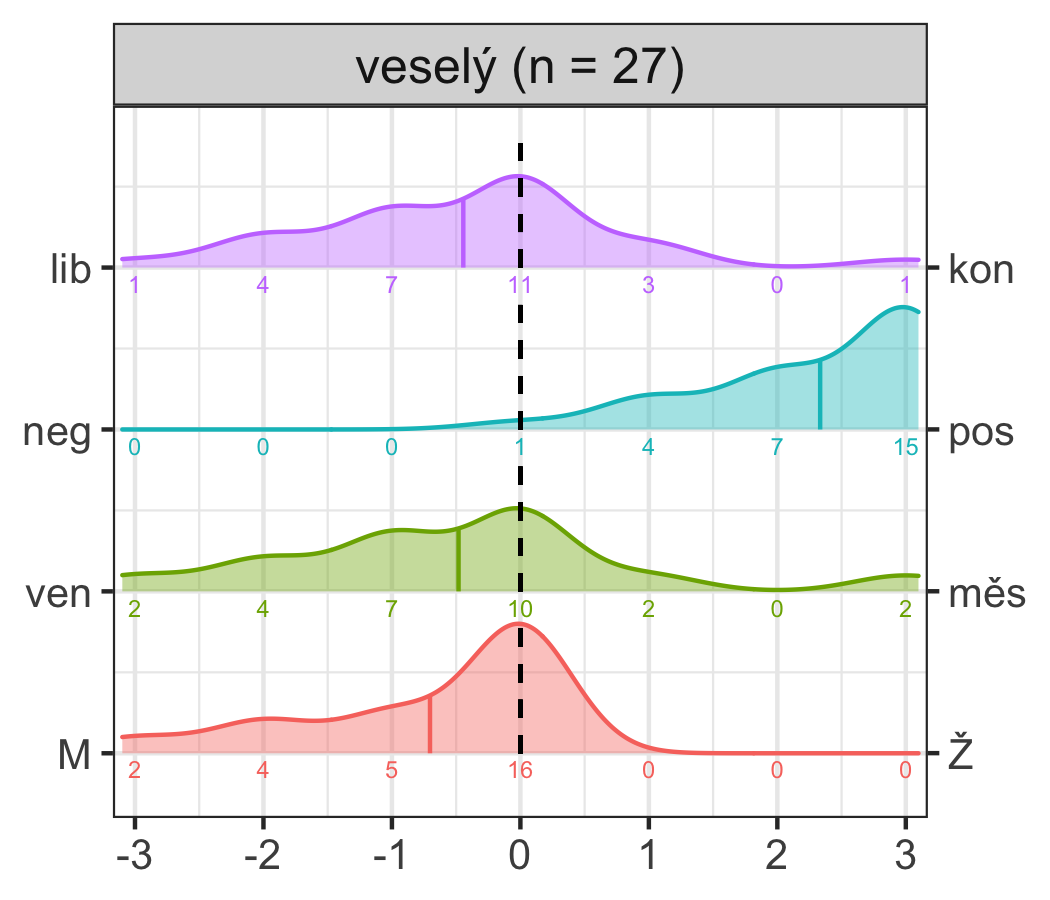 veselý (n = 27)
lib kon
1 4 7 11 3 0 1
neg pos
0 0 0 1 4 7 15
ven měs
2 4 7 10 2 0 2
M Ž
2 4 5 16 0 0 0
-3 -2 -1 0 1 2 3